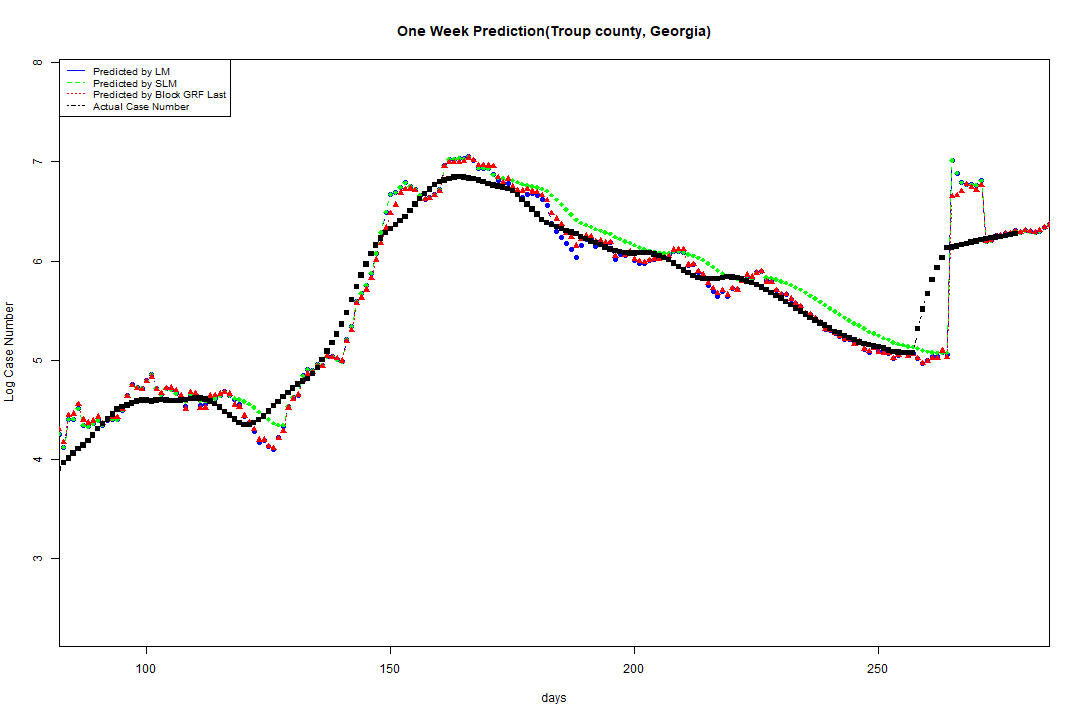 One Week Prediction(Troup county, Georgia)
Predicted by LM
Predicted by SLM
Predicted by Block GRF Last
Actual Case Number
8
7
6
5
4
3
Log Case Number
100 150 200 250
days